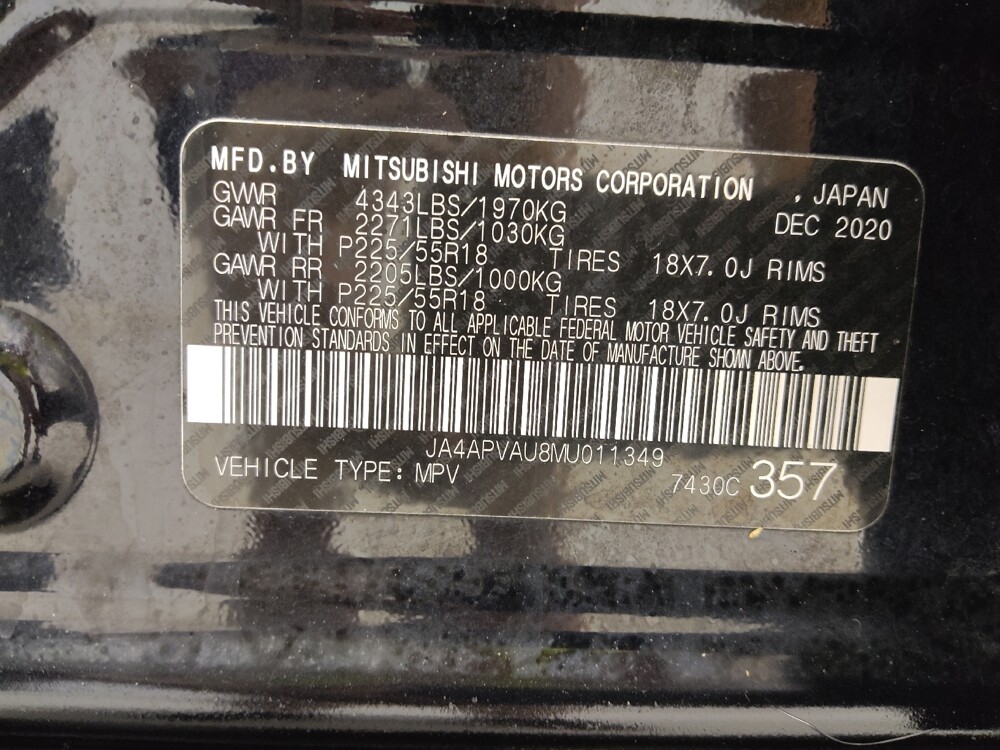 MFD.BY MITSUBISHI MOTORS CORPORATION , JAPAN
GVWR 4343LBS/1970KG DEC 2020
GAWR FR 2271LBS/1030KG
WITH P225/55R18 TIRES 18X7.0J RIMS
GAWR RR 2205LBS/1000KG
WITH P225/55R18 TIRES 18X7.0J RIMS
THIS VEHICLE CONFORMS TO ALL APPLICABLE FEDERAL MOTOR VEHICLE SAFETY AND THEFT
PREVENTION STANDARDS IN EFFECT ON THE DATE OF MANUFACTURE SHOWN ABOVE.
JA4APVAU8MU011349
VEHICLE TYPE: MPV 7430C 357